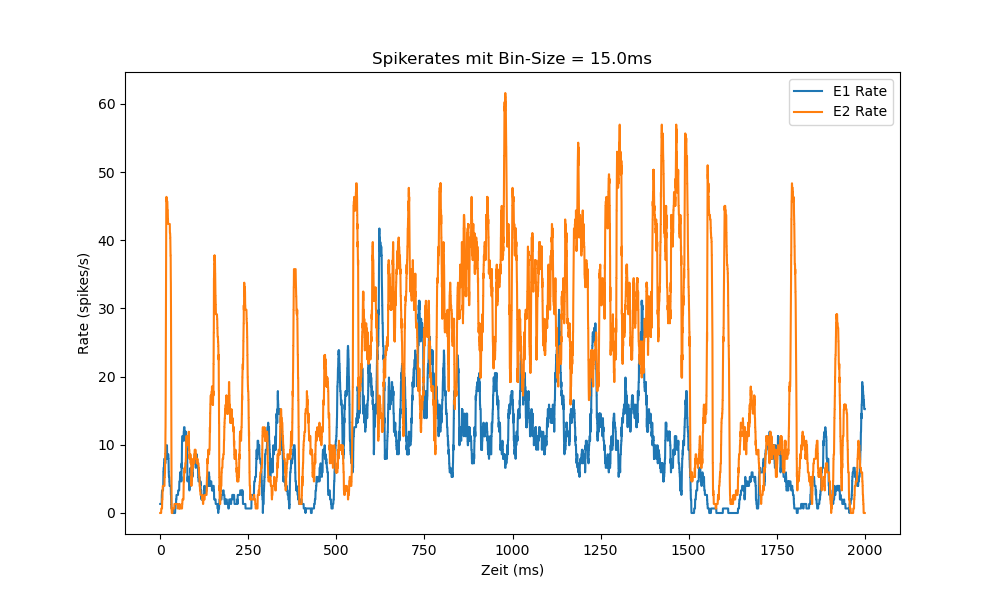 Spikerates mit Bin-Size = 15.0ms
E1 Rate
E2 Rate
60
50
40
30
20
10
0
Rate (spikes/s)
0 250 500 750 1000 1250 1500 1750 2000
Zeit (ms)